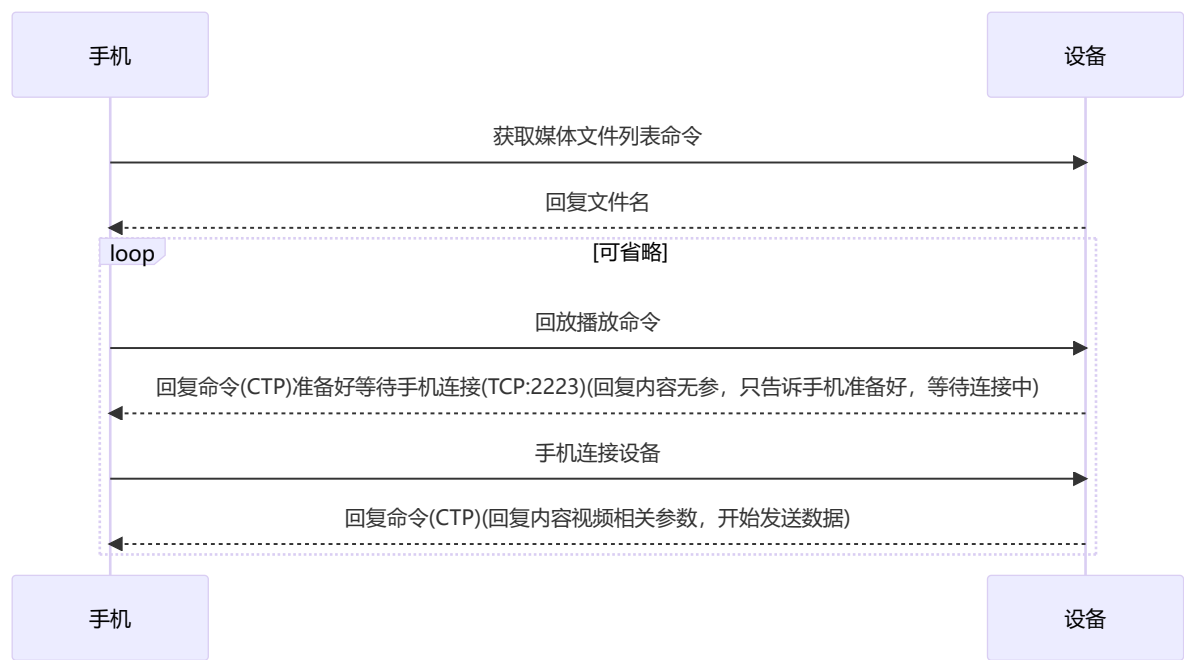 手机 设备
获取媒体文件列表命令
回复文件名
loop [可省略]
回放播放命令
回复命令(CTP)准备好等待手机连接(TCP:2223)(回复内容无参，只告诉手机准备好，等待连接中)
手机连接设备
回复命令(CTP)(回复内容视频相关参数，开始发送数据)
手机 设备